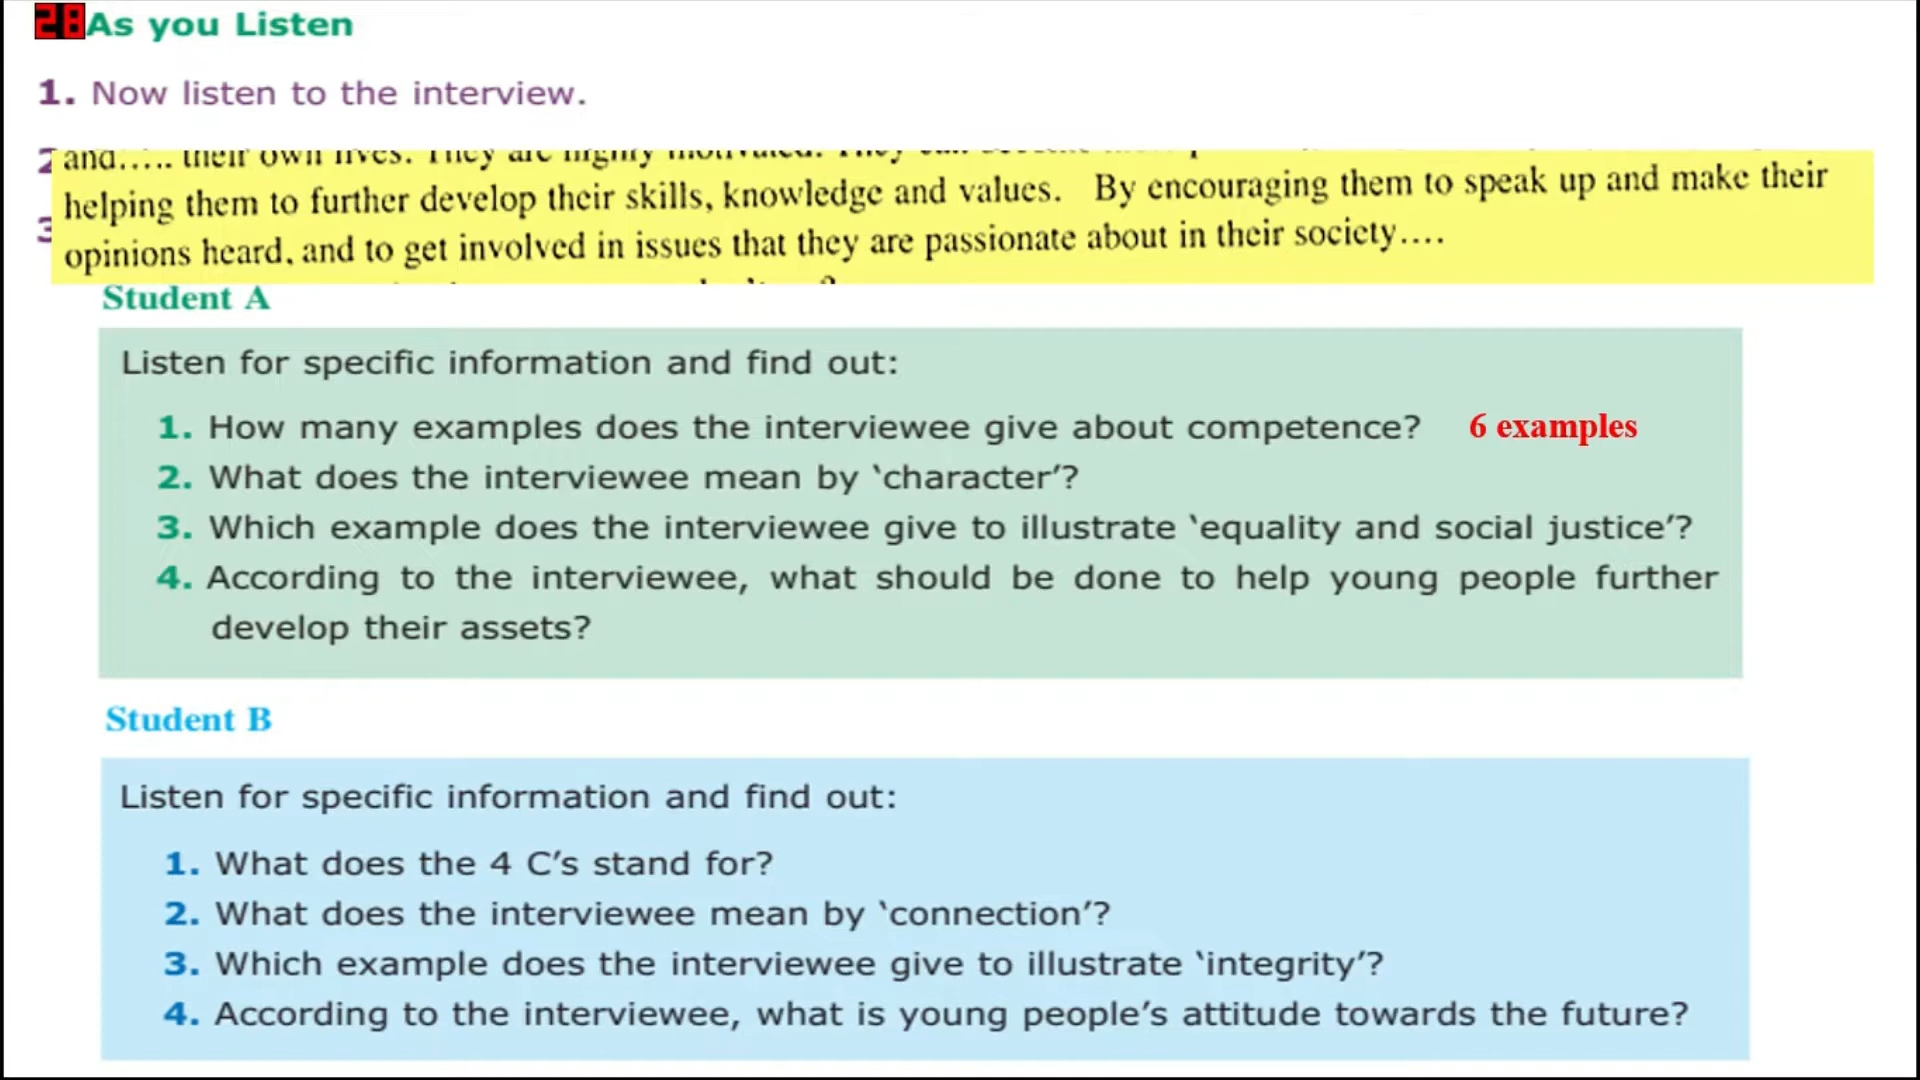 28 As you Listen
1. Now listen to the interview.
2
and..... their own lives. They are highly motivated. They can
helping them to further develop their skills, knowledge and values. By encouraging them to speak up and make their
3
opinions heard, and to get involved in issues that they are passionate about in their society....
Student A
Listen for specific information and find out:
1. How many examples does the interviewee give about competence? 6 examples
2. What does the interviewee mean by ‘character’?
3. Which example does the interviewee give to illustrate ‘equality and social justice’?
4. According to the interviewee, what should be done to help young people further
develop their assets?
Student B
Listen for specific information and find out:
1. What does the 4 C’s stand for?
2. What does the interviewee mean by ‘connection’?
3. Which example does the interviewee give to illustrate ‘integrity’?
4. According to the interviewee, what is young people’s attitude towards the future?